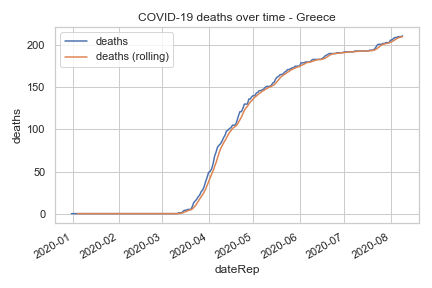 COVID-19 deaths over time - Greece
deaths
deaths (rolling)
200
150
100
50
0
deaths
2020-01
2020-02
2020-03
2020-04
2020-05
2020-06
2020-07
2020-08
dateRep